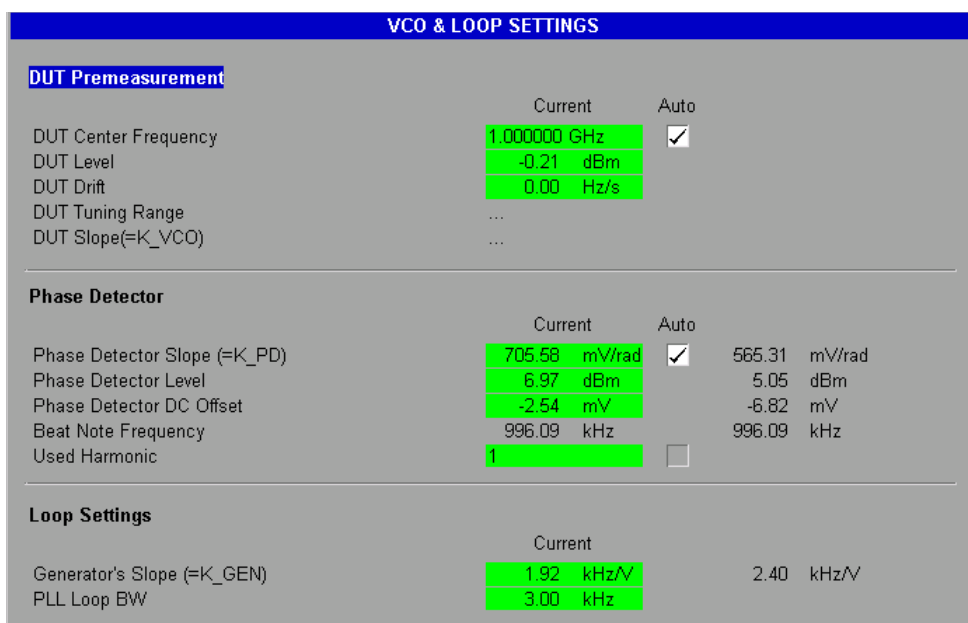 VCO & LOOP SETTINGS
DUT Premeasurement
Current Auto
DUT Center Frequency 1.000000 GHz
DUT Level -0.21 dBm
DUT Drift 0.00 Hz/s
DUT Tuning Range ...
DUT Slope(=K_VCO) ...
Phase Detector
Current Auto
Phase Detector Slope (=K_PD) 705.58 mV/rad 565.31 mV/rad
Phase Detector Level 6.97 dBm 5.05 dBm
Phase Detector DC Offset -2.54 mV -6.82 mV
Beat Note Frequency 996.09 kHz 996.09 kHz
Used Harmonic 1
Loop Settings
Current
Generator's Slope (=K_GEN) 1.92 kHz/V 2.40 kHz/V
PLL Loop BW 3.00 kHz